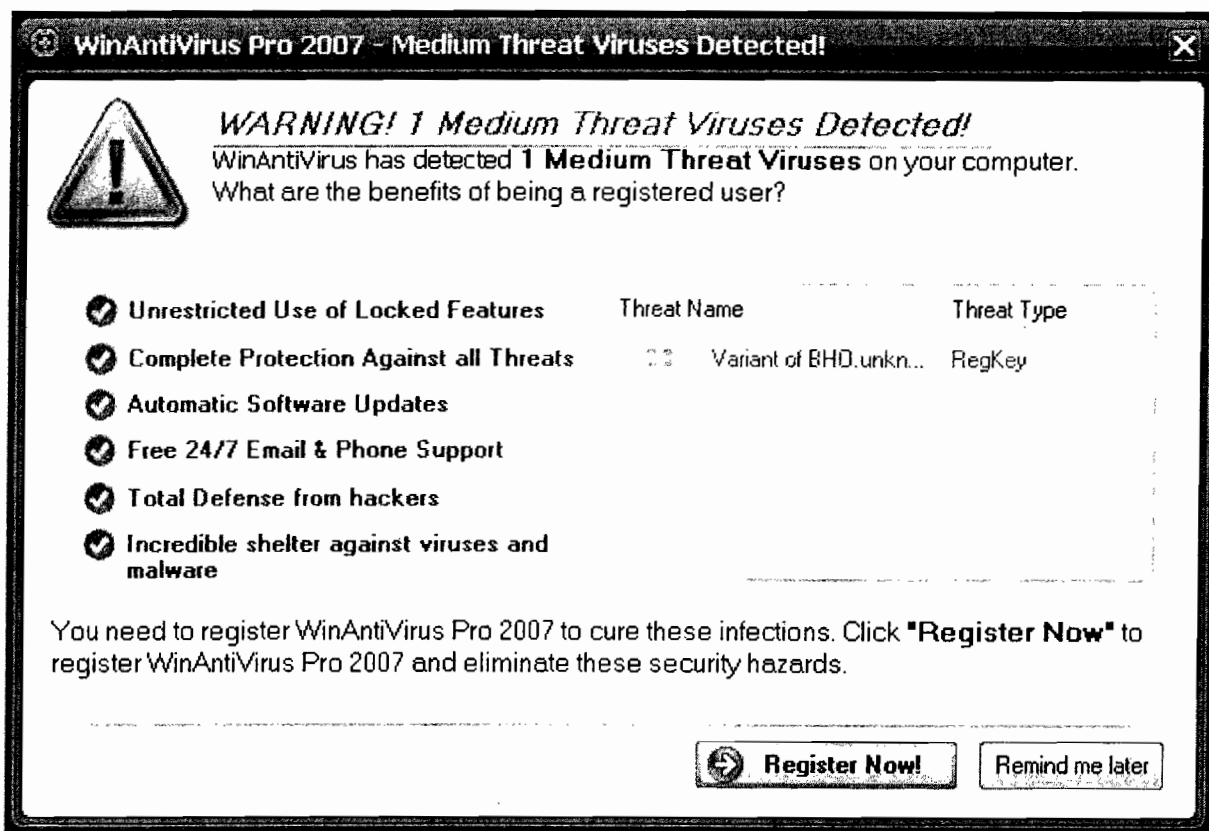 WinAntiVirus Pro 2007 - Medium Threat Viruses Detected!
WARNING! 1 Medium Threat Viruses Detected!
WinAntiVirus has detected 1 Medium Threat Viruses on your computer.
What are the benefits of being a registered user?
Unrestricted Use of Locked Features
Complete Protection Against all Threats
Automatic Software Updates
Free 24/7 Email & Phone Support
Total Defense from hackers
Incredible shelter against viruses and
malware
Threat Name Threat Type
Variant of BHO.unkn... RegKey
You need to register WinAntiVirus Pro 2007 to cure these infections. Click "Register Now" to
register WinAntiVirus Pro 2007 and eliminate these security hazards.
Register Now!
Remind me later